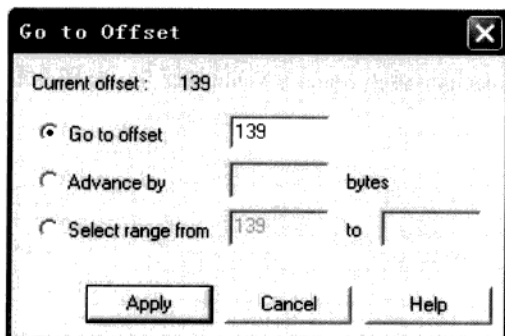 Go to Offset
Current offset: 139
Go to offset 139
Advance by bytes
Select range from 139 to
Apply Cancel Help